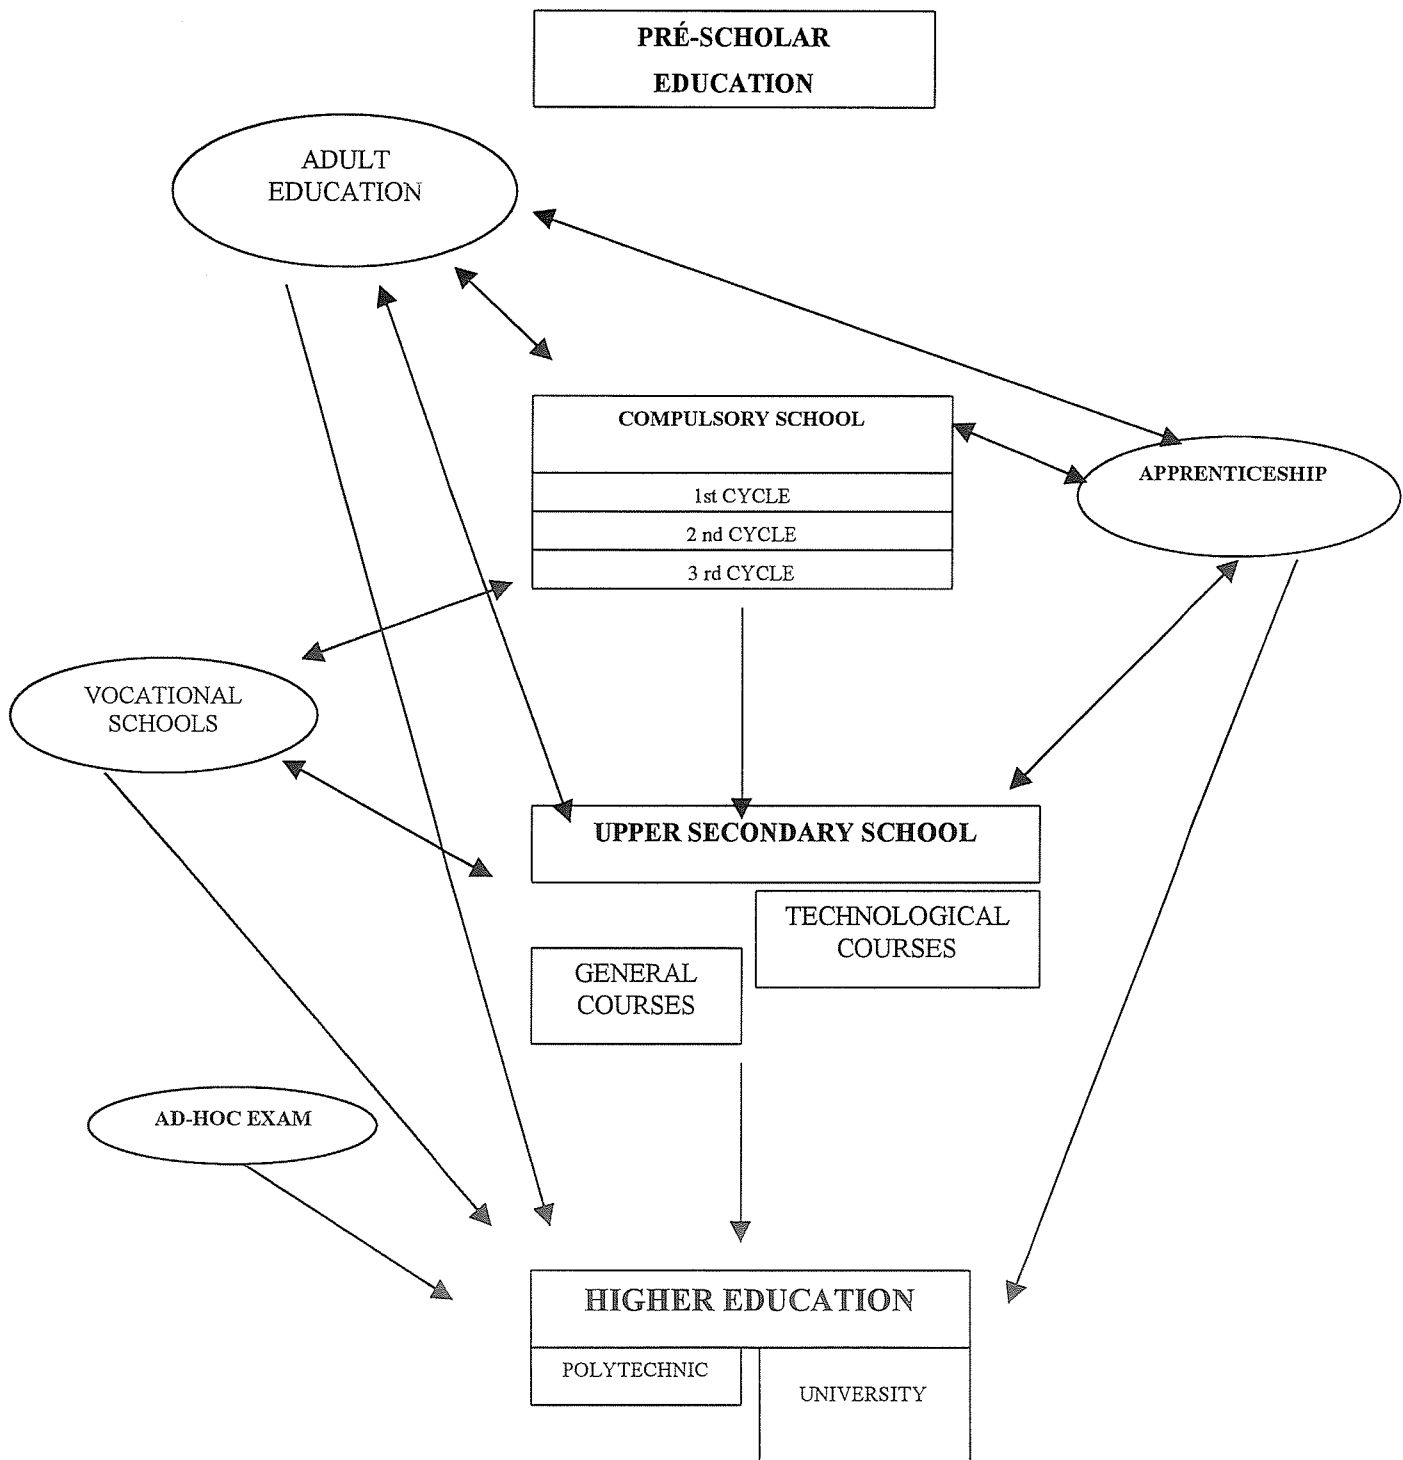 PRÉ-SCHOLAR
EDUCATION
ADULT
EDUCATION
COMPULSORY SCHOOL
1st CYCLE
2 nd CYCLE
3 rd CYCLE
APPRENTICESHIP
VOCATIONAL
SCHOOLS
UPPER SECONDARY SCHOOL
TECHNOLOGICAL
COURSES
GENERAL
COURSES
AD-HOC EXAM
HIGHER EDUCATION
POLYTECHNIC
UNIVERSITY